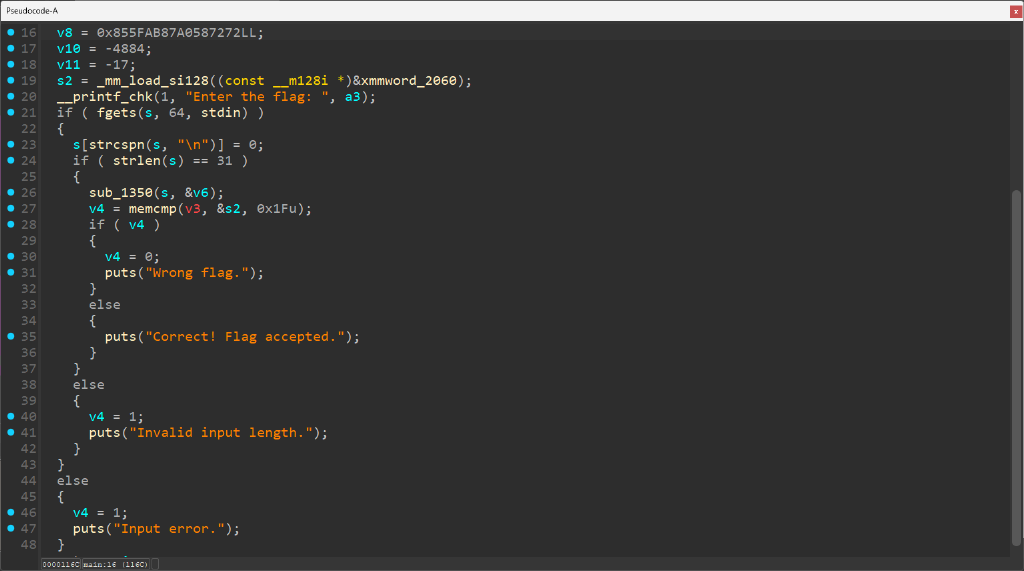 Pseudocode-A
x
16 v8 = 0x855FAB87A0587272LL;
17 v10 = -4884;
18 v11 = -17;
19 s2 = _mm_load_si128((const __m128i *)&xmmword_2060);
20 __printf_chk(1, "Enter the flag: ", a3);
21 if ( fgets(s, 64, stdin) )
22 {
23 s[strcspn(s, "\n")] = 0;
24 if ( strlen(s) == 31 )
25 {
26 sub_1350(s, &v6);
27 v4 = memcmp(v3, &s2, 0x1Fu);
28 if ( v4 )
29 {
30 v4 = 0;
31 puts("Wrong flag.");
32 }
33 else
34 {
35 puts("Correct! Flag accepted.");
36 }
37 }
38 else
39 {
40 v4 = 1;
41 puts("Invalid input length.");
42 }
43 }
44 else
45 {
46 v4 = 1;
47 puts("Input error.");
48 }
0000116C main:16 (116C)